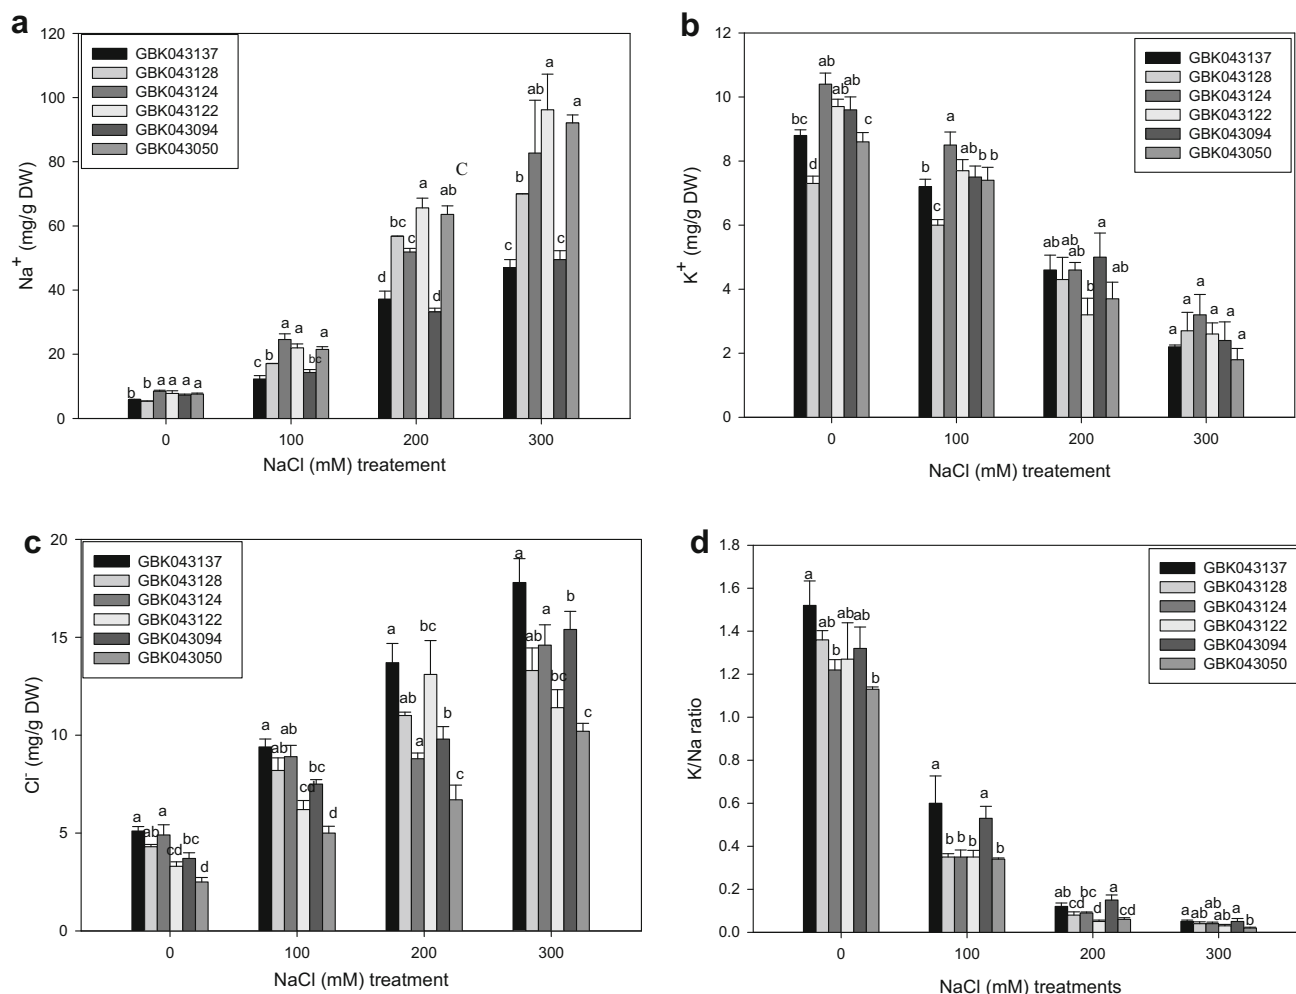 a
120
100
80
60
40
20
0
Na+ (mg/g DW)
GBK043137
GBK043128
GBK043124
GBK043122
GBK043094
GBK043050
b b a a a a
c b a a bc a
d bc c a d ab C
c b ab a c a
0 100 200 300
NaCl (mM) treatement
b
12
10
8
6
4
2
0
K+ (mg/g DW)
GBK043137
GBK043128
GBK043124
GBK043122
GBK043094
GBK043050
bc d ab ab ab c
b c a ab b b
ab ab ab b a ab
a a a a a a
0 100 200 300
NaCl (mM) treatement
c
20
15
10
5
0
Cl- (mg/g DW)
GBK043137
GBK043128
GBK043124
GBK043122
GBK043094
GBK043050
a ab a cd bc d
a ab ab cd bc d
a ab a bc b c
a ab a bc b c
0 100 200 300
NaCl (mM) treatment
d
1.8
1.6
1.4
1.2
1.0
0.8
0.6
0.4
0.2
0.0
K/Na ratio
GBK043137
GBK043128
GBK043124
GBK043122
GBK043094
GBK043050
a ab b ab ab b
a b b b a b
ab cd bc d a cd
a ab ab ab a b
0 100 200 300
NaCl (mM) treatments